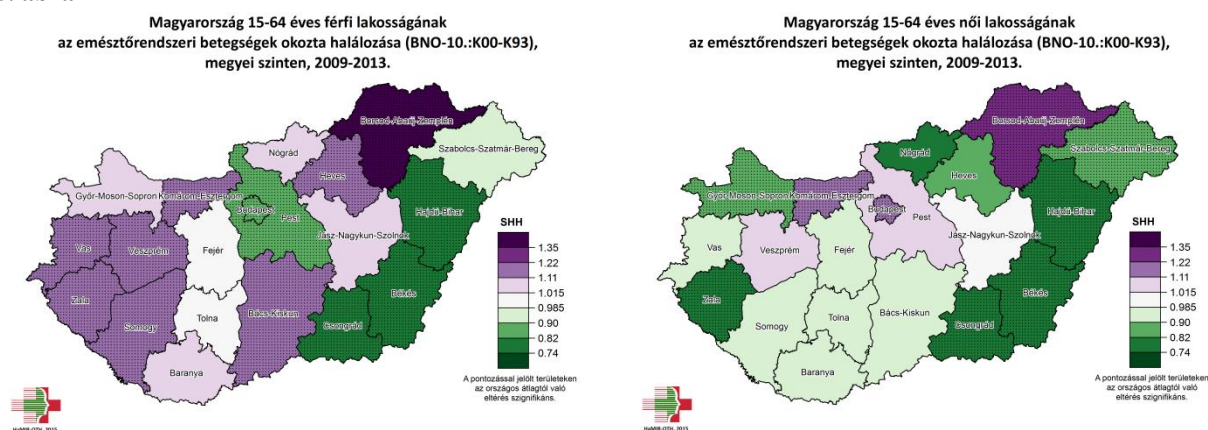 Magyarország 15-64 éves férfi lakosságának
az emésztőrendszeri betegségek okozta halálozása (BNO-10.:K00-K93),
megyei szinten, 2009-2013.
Borsod-Abaúj-Zemplén
Szabolcs-Szatmár-Bereg
Nógrád
Heves
Győr-Moson-Sopron
Komárom-Esztergom
Budapest
Pest
Hajdú-Bihar
Jász-Nagykun-Szolnok
Vas
Veszprém
Fejér
Zala
Somogy
Tolna
Bács-Kiskun
Csongrád
Békés
Baranya
SHH
1.35
1.22
1.11
1.015
0.985
0.90
0.82
0.74
A pontozással jelölt területeken
az országos átlagtól való
eltérés szignifikáns.
HaMIR-OTH, 2015
Magyarország 15-64 éves női lakosságának
az emésztőrendszeri betegségek okozta halálozása (BNO-10.:K00-K93),
megyei szinten, 2009-2013.
Borsod-Abaúj-Zemplén
Szabolcs-Szatmár-Bereg
Nógrád
Heves
Győr-Moson-Sopron
Komárom-Esztergom
Budapest
Pest
Hajdú-Bihar
Jász-Nagykun-Szolnok
Vas
Veszprém
Fejér
Zala
Somogy
Tolna
Bács-Kiskun
Csongrád
Békés
Baranya
SHH
1.35
1.22
1.11
1.015
0.985
0.90
0.82
0.74
A pontozással jelölt területeken
az országos átlagtól való
eltérés szignifikáns.
HaMIR-OTH, 2015